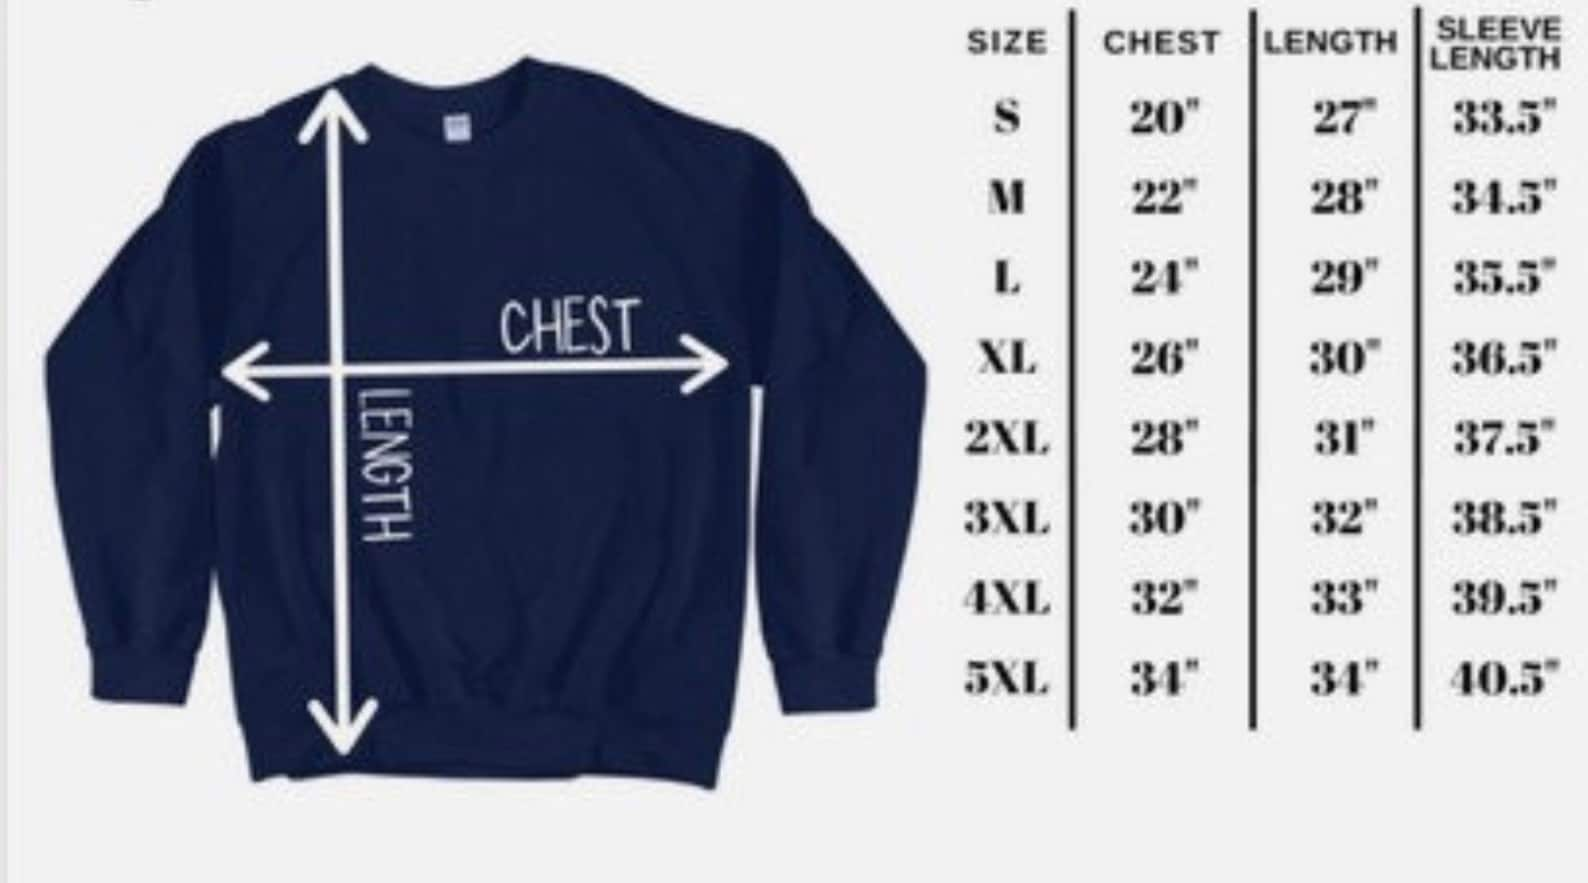 CHEST
LENGTH
SIZE CHEST LENGTH SLEEVE LENGTH
S 20" 27" 33.5"
M 22" 28" 34.5"
L 24" 29" 35.5"
XL 26" 30" 36.5"
2XL 28" 31" 37.5"
3XL 30" 32" 38.5"
4XL 32" 33" 39.5"
5XL 34" 34" 40.5"